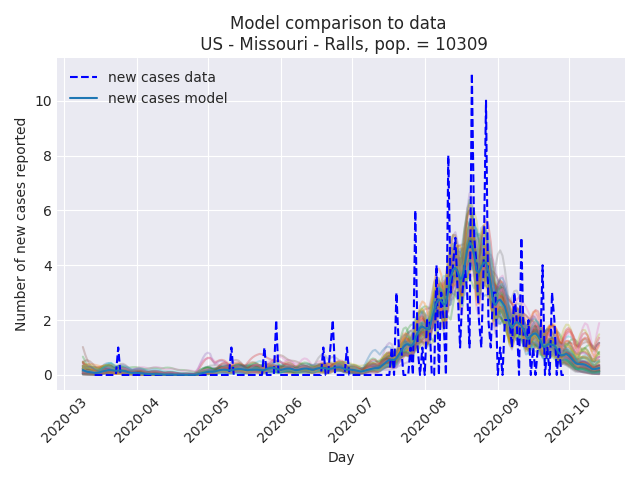 Model comparison to data
US - Missouri - Ralls, pop. = 10309
new cases data
new cases model
Number of new cases reported
10
8
6
4
2
0
2020-03
2020-04
2020-05
2020-06
2020-07
2020-08
2020-09
2020-10
Day